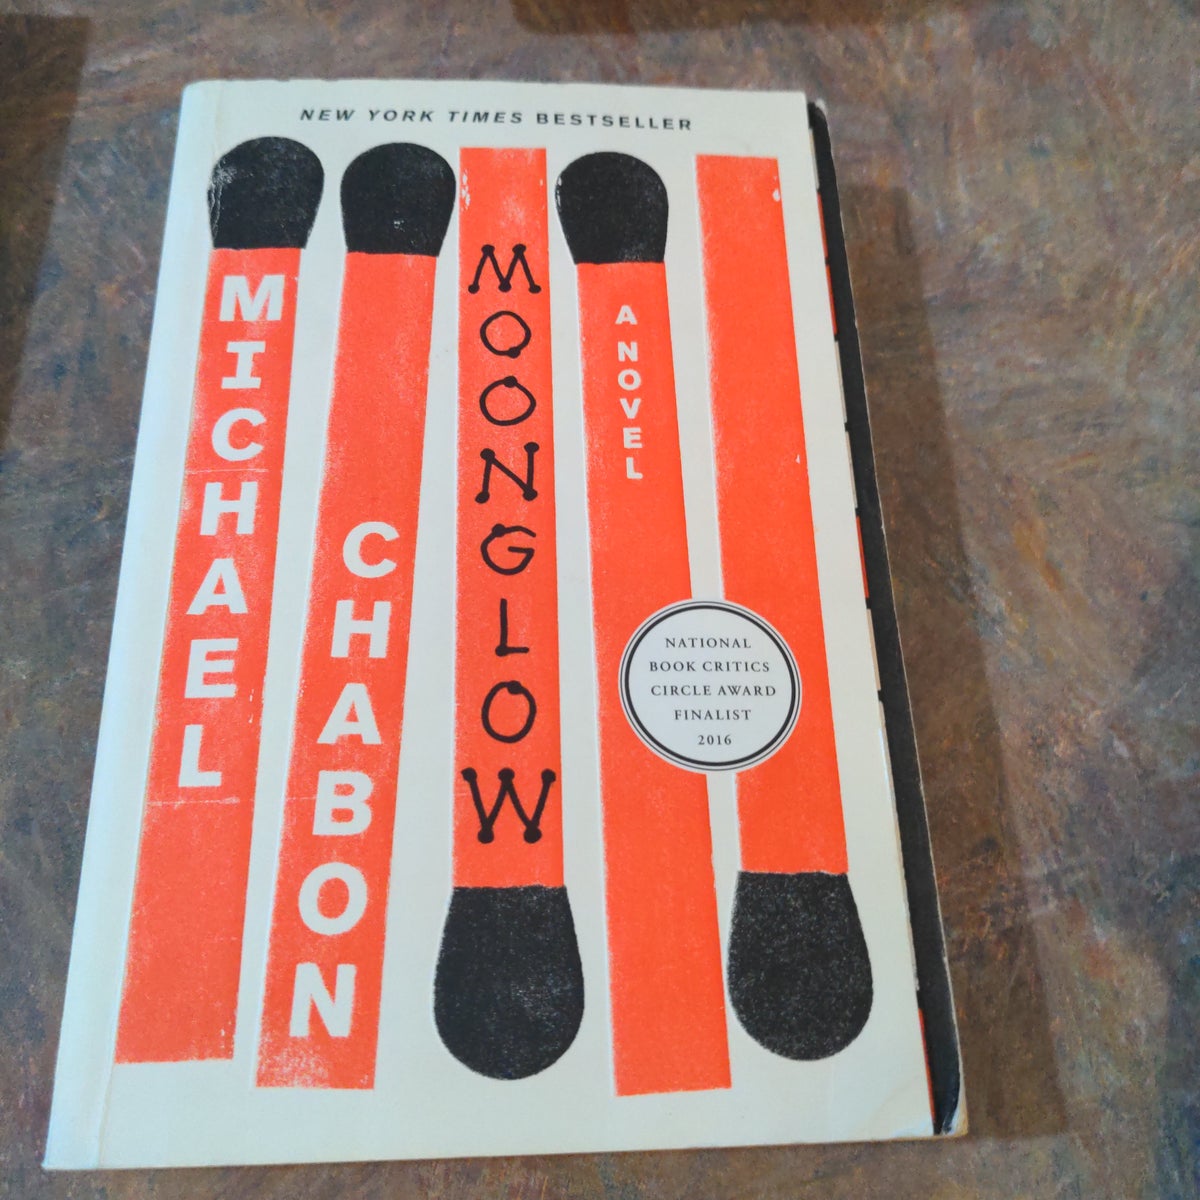 NEW YORK TIMES BESTSELLER
MICHAEL
CHABON
MOONGLOW
A NOVEL
NATIONAL
BOOK CRITICS
CIRCLE AWARD
FINALIST
2016